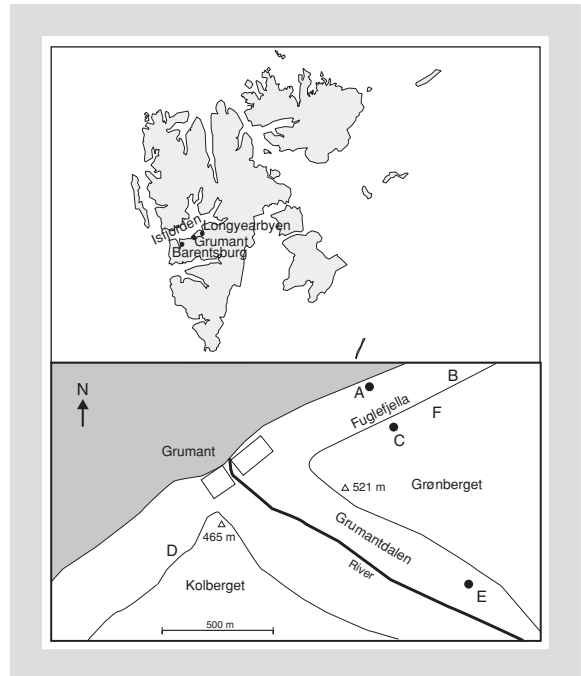 Isfjorden
Longyearbyen
Grumant
Barentsburg
N
B
A
Fuglefjella
F
C
Grumant
521 m
Grønberget
Grumantdalen
465 m
D
River
Kolberget
E
500 m